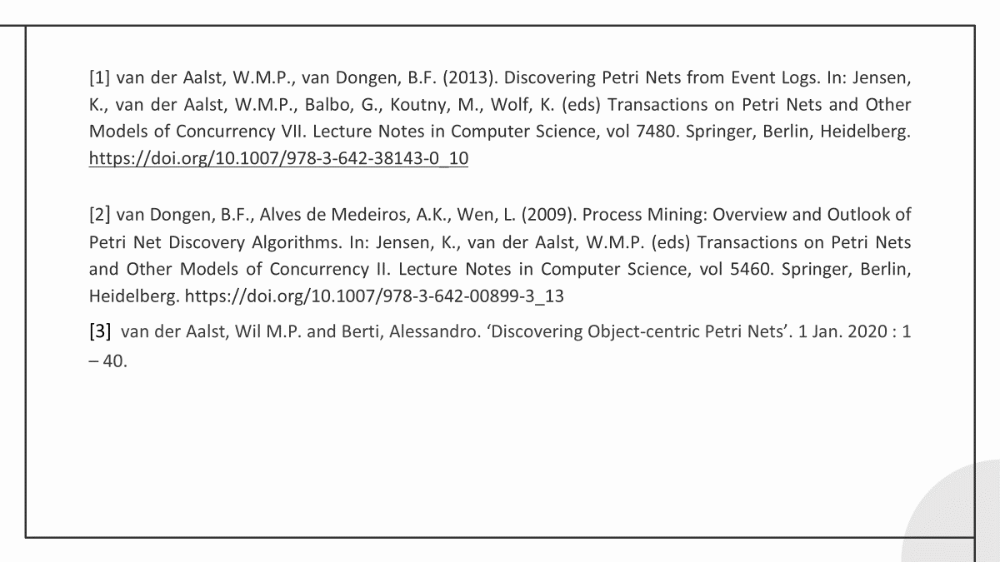 [1] van der Aalst, W.M.P., van Dongen, B.F. (2013). Discovering Petri Nets from Event Logs. In: Jensen,
K., van der Aalst, W.M.P., Balbo, G., Koutny, M., Wolf, K. (eds) Transactions on Petri Nets and Other
Models of Concurrency VII. Lecture Notes in Computer Science, vol 7480. Springer, Berlin, Heidelberg.
https://doi.org/10.1007/978-3-642-38143-0_10
[2] van Dongen, B.F., Alves de Medeiros, A.K., Wen, L. (2009). Process Mining: Overview and Outlook of
Petri Net Discovery Algorithms. In: Jensen, K., van der Aalst, W.M.P. (eds) Transactions on Petri Nets
and Other Models of Concurrency II. Lecture Notes in Computer Science, vol 5460. Springer, Berlin,
Heidelberg. https://doi.org/10.1007/978-3-642-00899-3_13
[3] van der Aalst, Wil M.P. and Berti, Alessandro. ‘Discovering Object-centric Petri Nets’. 1 Jan. 2020 : 1
– 40.